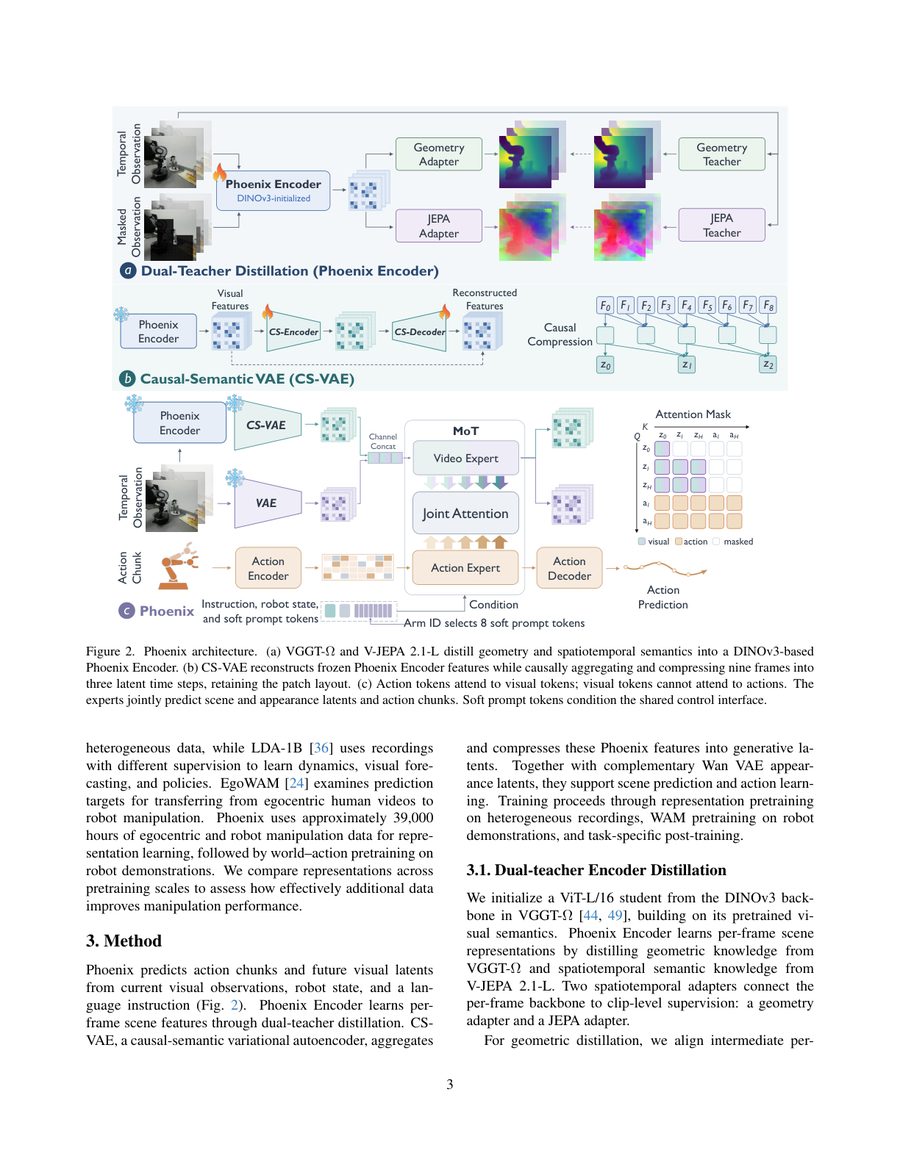 Temporal
Observation
Masked
Observation
Phoenix Encoder
DINOv3-initialized
Geometry
Adapter
Geometry
Teacher
JEPA
Adapter
JEPA
Teacher
a Dual-Teacher Distillation (Phoenix Encoder)
Visual
Features
Reconstructed
Features
Phoenix
Encoder
CS-Encoder
CS-Decoder
Causal
Compression
F0 F1 F2 F3 F4 F5 F6 F7 F8
z0 z1 z2
b Causal-Semantic VAE (CS-VAE)
Phoenix
Encoder
CS-VAE
Channel
Concat
MoT
Video Expert
Temporal
Observation
VAE
Joint Attention
Action
Chunk
Action
Encoder
Action Expert
Action
Decoder
Action
Prediction
Attention Mask
K
Q
z0 z1 zH a1 aH
z0
z1
zH
a1
aH
visual action masked
c Phoenix
Instruction, robot state,
and soft prompt tokens
Condition
Arm ID selects 8 soft prompt tokens
Figure 2. Phoenix architecture. (a) VGGT-Ω and V-JEPA 2.1-L distill geometry and spatiotemporal semantics into a DINOv3-based
Phoenix Encoder. (b) CS-VAE reconstructs frozen Phoenix Encoder features while causally aggregating and compressing nine frames into
three latent time steps, retaining the patch layout. (c) Action tokens attend to visual tokens; visual tokens cannot attend to actions. The
experts jointly predict scene and appearance latents and action chunks. Soft prompt tokens condition the shared control interface.
heterogeneous data, while LDA-1B [36] uses recordings
with different supervision to learn dynamics, visual fore-
casting, and policies. EgoWAM [24] examines prediction
targets for transferring from egocentric human videos to
robot manipulation. Phoenix uses approximately 39,000
hours of egocentric and robot manipulation data for repre-
sentation learning, followed by world–action pretraining on
robot demonstrations. We compare representations across
pretraining scales to assess how effectively additional data
improves manipulation performance.
3. Method
Phoenix predicts action chunks and future visual latents
from current visual observations, robot state, and a lan-
guage instruction (Fig. 2). Phoenix Encoder learns per-
frame scene features through dual-teacher distillation. CS-
VAE, a causal-semantic variational autoencoder, aggregates
and compresses these Phoenix features into generative la-
tents. Together with complementary Wan VAE appear-
ance latents, they support scene prediction and action learn-
ing. Training proceeds through representation pretraining
on heterogeneous recordings, WAM pretraining on robot
demonstrations, and task-specific post-training.
3.1. Dual-teacher Encoder Distillation
We initialize a ViT-L/16 student from the DINOv3 back-
bone in VGGT-Ω [44, 49], building on its pretrained vi-
sual semantics. Phoenix Encoder learns per-frame scene
representations by distilling geometric knowledge from
VGGT-Ω and spatiotemporal semantic knowledge from
V-JEPA 2.1-L. Two spatiotemporal adapters connect the
per-frame backbone to clip-level supervision: a geometry
adapter and a JEPA adapter.
For geometric distillation, we align intermediate per-
3